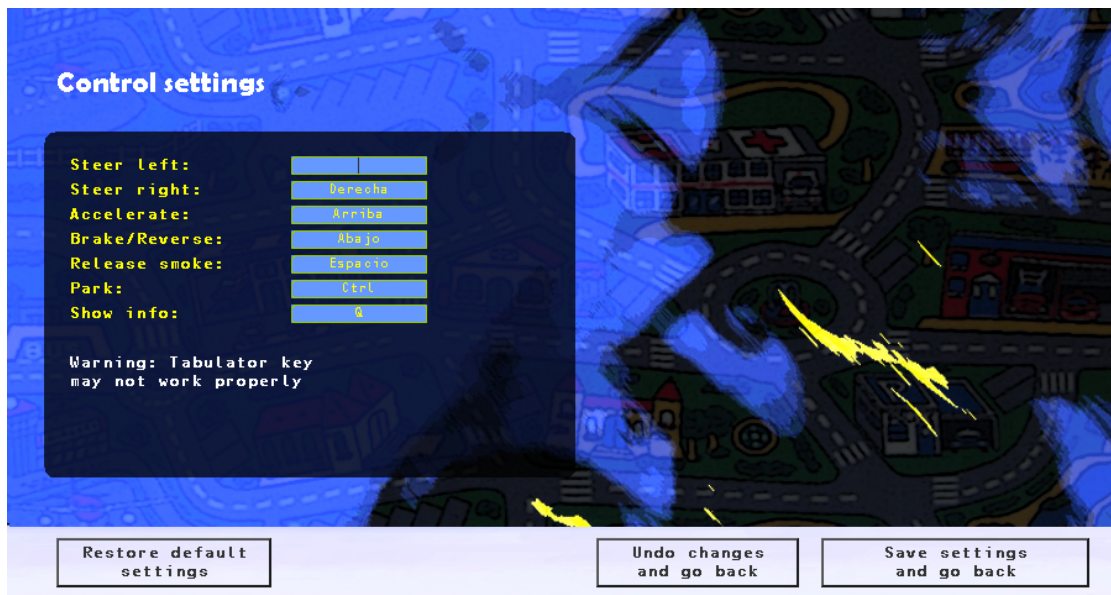 Control settings
Steer left:
Steer right: Derecha
Accelerate: Arriba
Brake/Reverse: Abajo
Release smoke: Espacio
Park: Ctrl
Show info: Q
Warning: Tabulator key
may not work properly
Restore default
settings
Undo changes
and go back
Save settings
and go back